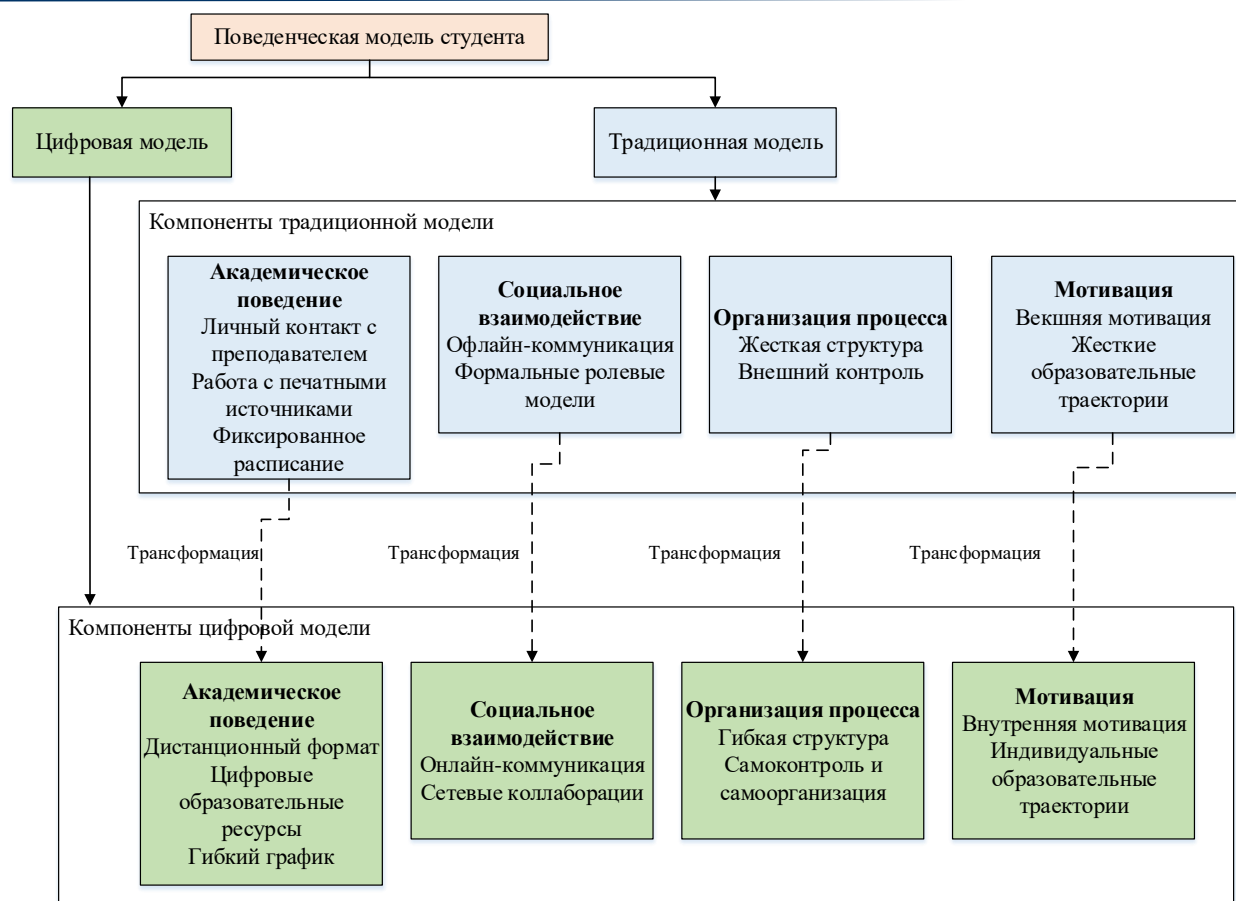 Поведенческая модель студента
Цифровая модель
Традиционная модель
Компоненты традиционной модели
Академическое
поведение
Личный контакт с
преподавателем
Работа с печатными
источниками
Фиксированное
расписание
Социальное
взаимодействие
Офлайн-коммуникация
Формальные ролевые
модели
Организация процесса
Жесткая структура
Внешний контроль
Мотивация
Векшняя мотивация
Жесткие
образовательные
траектории
Трансформация
Трансформация
Трансформация
Трансформация
Компоненты цифровой модели
Академическое
поведение
Дистанционный формат
Цифровые
образовательные
ресурсы
Гибкий график
Социальное
взаимодействие
Онлайн-коммуникация
Сетевые коллаборации
Организация процесса
Гибкая структура
Самоконтроль и
самоорганизация
Мотивация
Внутренняя мотивация
Индивидуальные
образовательные
траектории